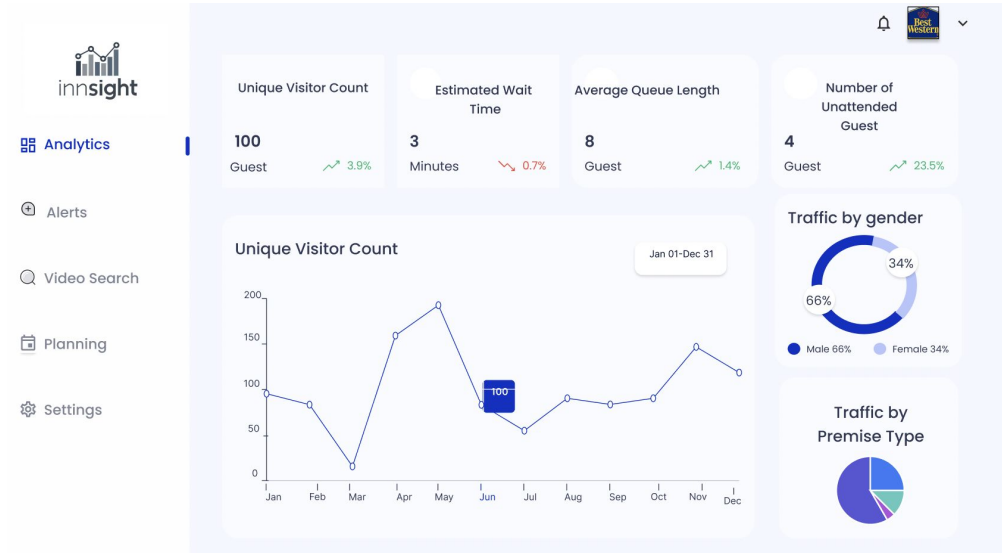 Best
Western
innsight
Analytics
Alerts
Video Search
Planning
Settings
Unique Visitor Count
100
Guest
3.9%
Estimated Wait
Time
3
Minutes
0.7%
Average Queue Length
8
Guest
1.4%
Number of
Unattended
Guest
4
Guest
23.5%
Unique Visitor Count
Jan 01-Dec 31
200
150
100
50
0
100
Jan Feb Mar Apr May Jun Jul Aug Sep Oct Nov Dec
Traffic by gender
34%
66%
Male 66% Female 34%
Traffic by
Premise Type